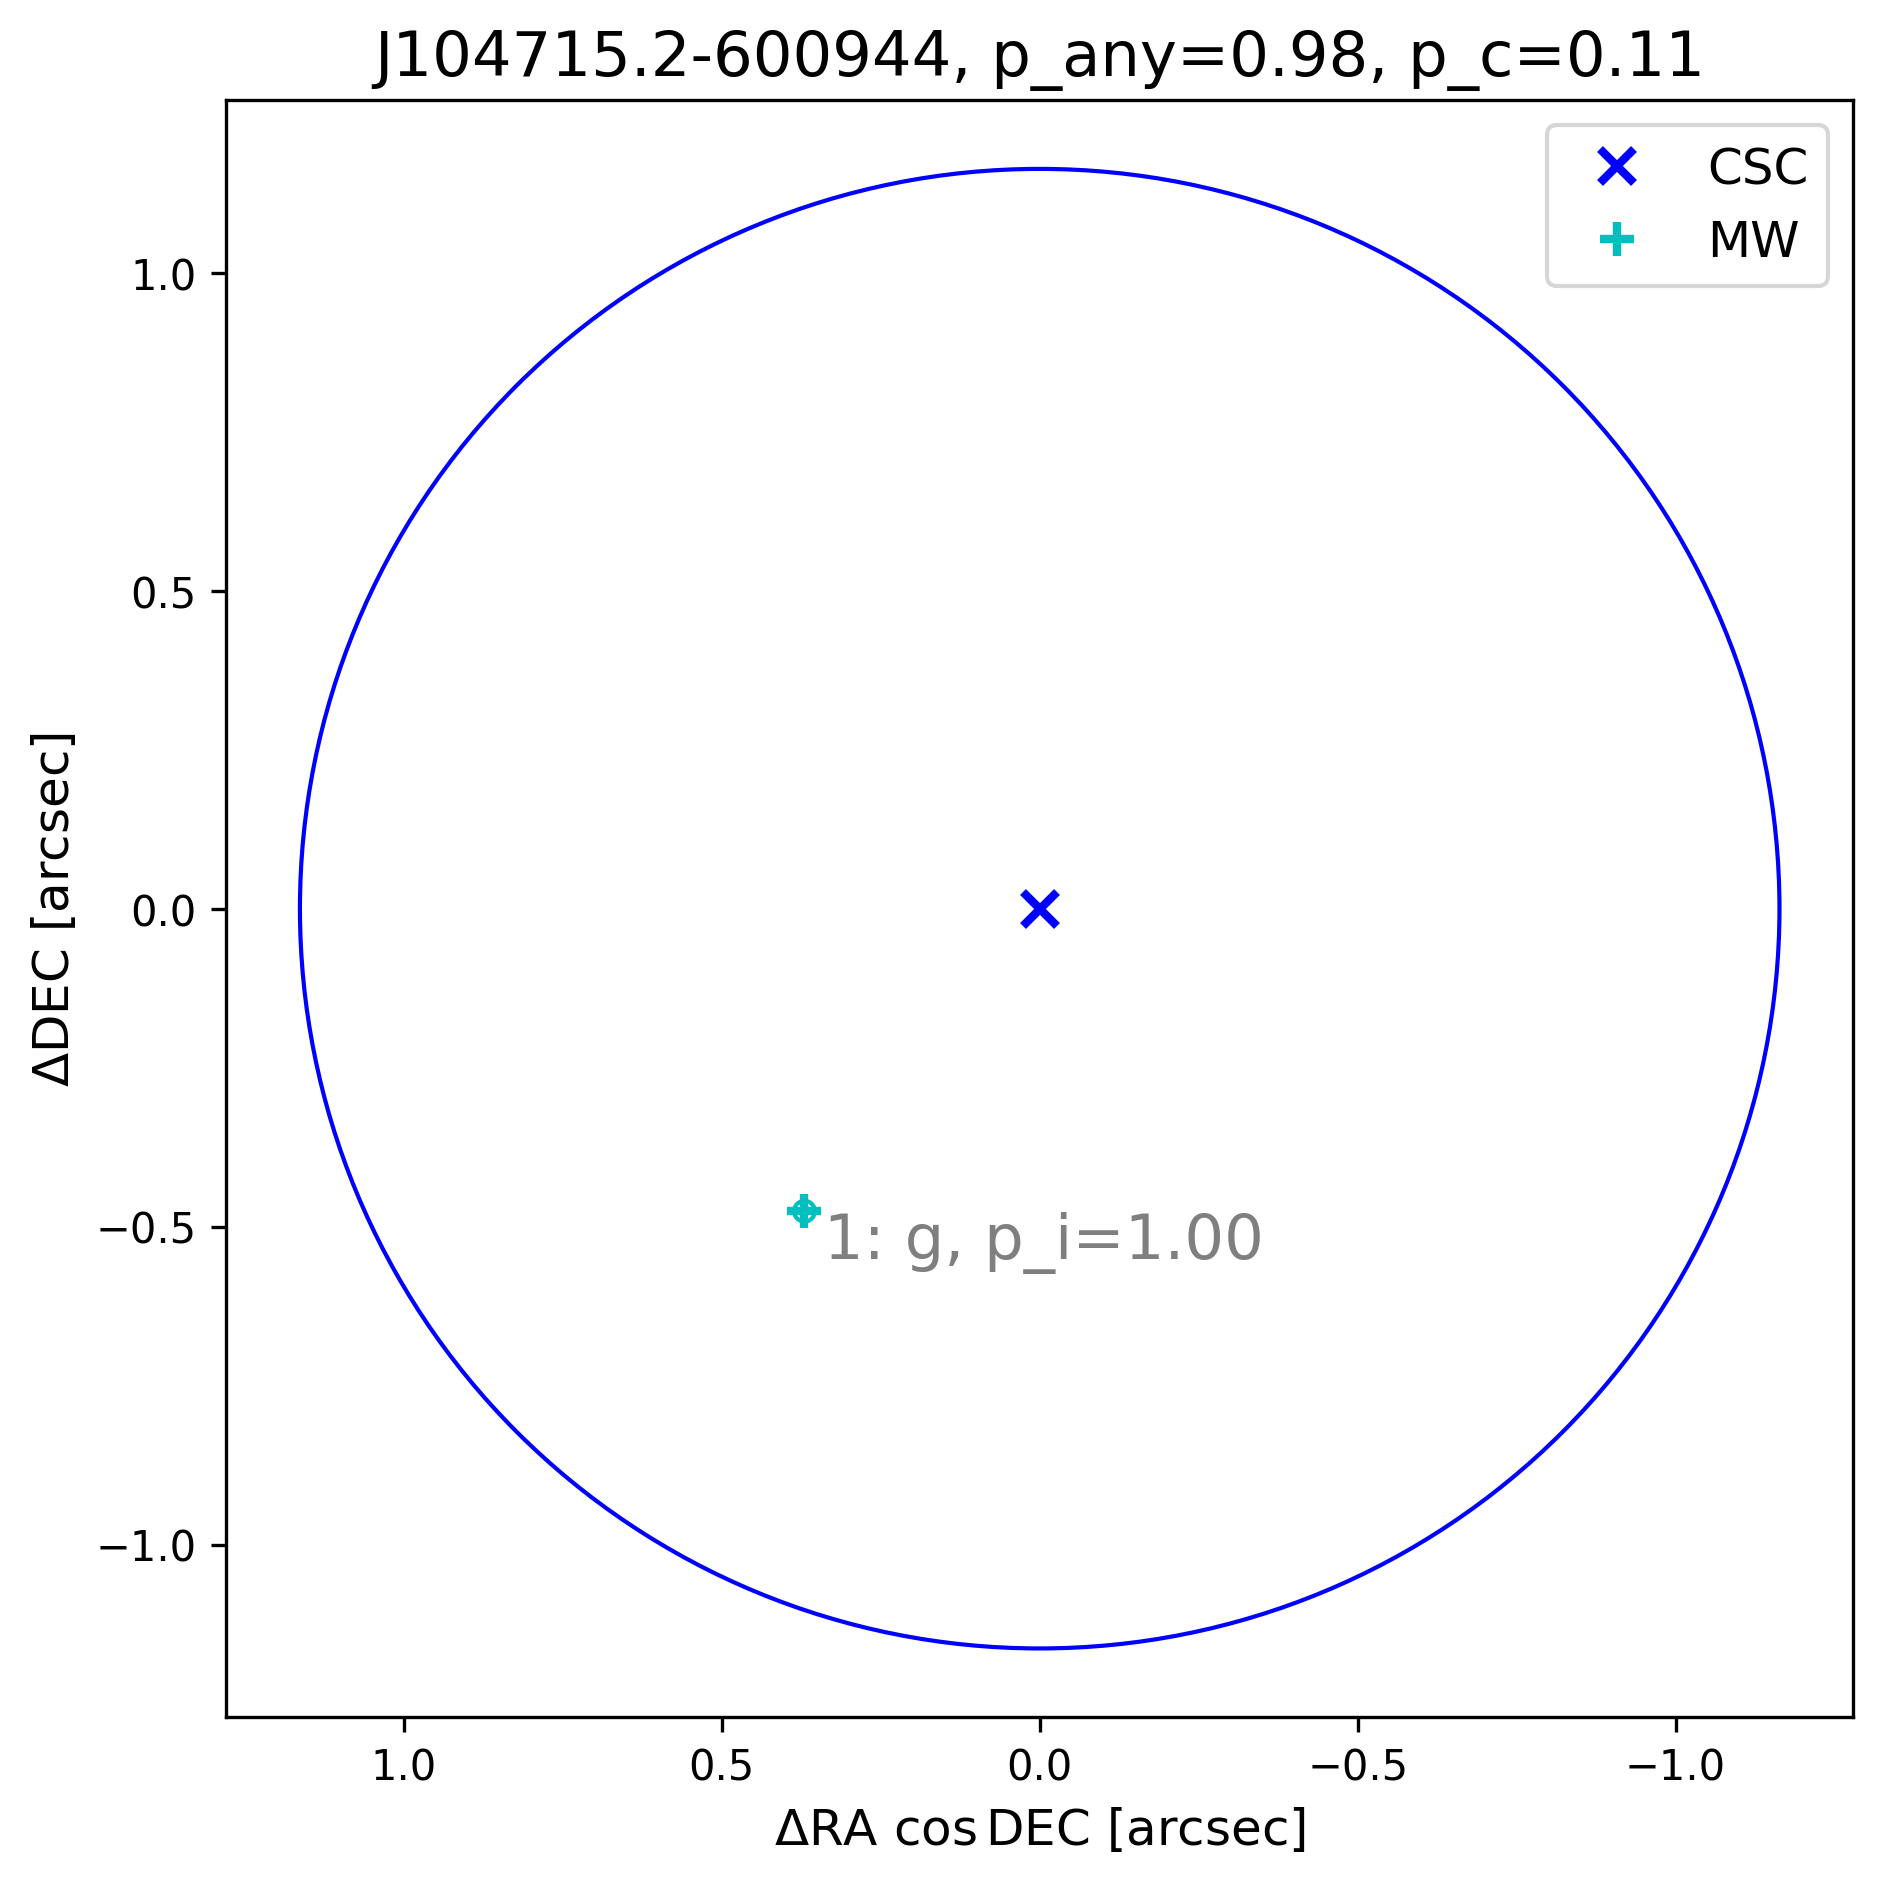 J104715.2-600944, p_any=0.98, p_c=0.11
CSC
MW
1.0
0.5
0.0
−0.5
−1.0
ΔDEC [arcsec]
1: g, p_i=1.00
1.0 0.5 0.0 −0.5 −1.0
ΔRA cos DEC [arcsec]